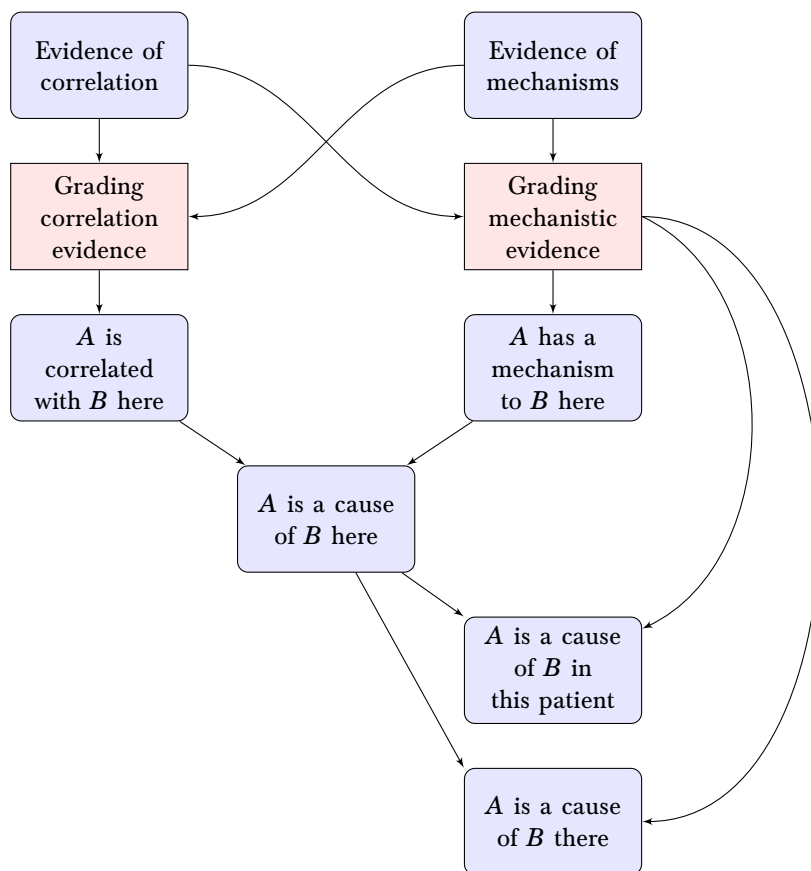 Evidence of
correlation
Evidence of
mechanisms
Grading
correlation
evidence
Grading
mechanistic
evidence
A is
correlated
with B here
A has a
mechanism
to B here
A is a cause
of B here
A is a cause
of B in
this patient
A is a cause
of B there